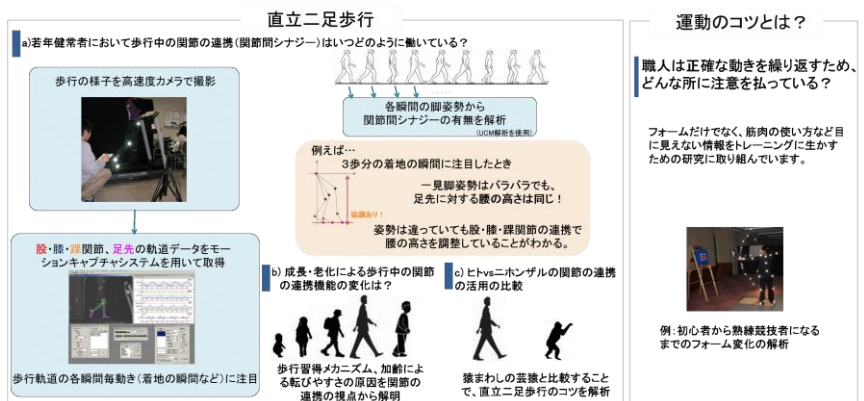 直立二足歩行
a)若年健常者において歩行中の関節の連携(関節間シナジー)はいつどのように働いている?
歩行の様子を高速度カメラで撮影
股・膝・踝関節、足先の軌道データをモー
ションキャプチャシステムを用いて取得
歩行軌道の各瞬間毎動き(着地の瞬間など)に注目
・・・・・
各瞬間の脚姿勢から
関節間シナジーの有無を解析
(UCM解析を使用)
例えば…
3歩分の着地の瞬間に注目したとき
一見脚姿勢はバラバラでも、
足先に対する腰の高さは同じ!
協調あり!
姿勢は違っていても股・膝・踝関節の連携で
腰の高さを調整していることがわかる。
b) 成長・老化による歩行中の関節
の連携機能の変化は?
歩行習得メカニズム、加齢によ
る転びやすさの原因を関節の
連携の視点から解明
c) ヒトvsニホンザルの関節の連携
の活用の比較
猿まわしの芸猿と比較すること
で、直立二足歩行のコツを解析
運動のコツとは?
職人は正確な動きを繰り返すため、
どんな所に注意を払っている?
フォームだけでなく、筋肉の使い方など目
に見えない情報をトレーニングに生かす
ための研究に取り組んでいます。
例:初心者から熟練競技者になる
までのフォーム変化の解析